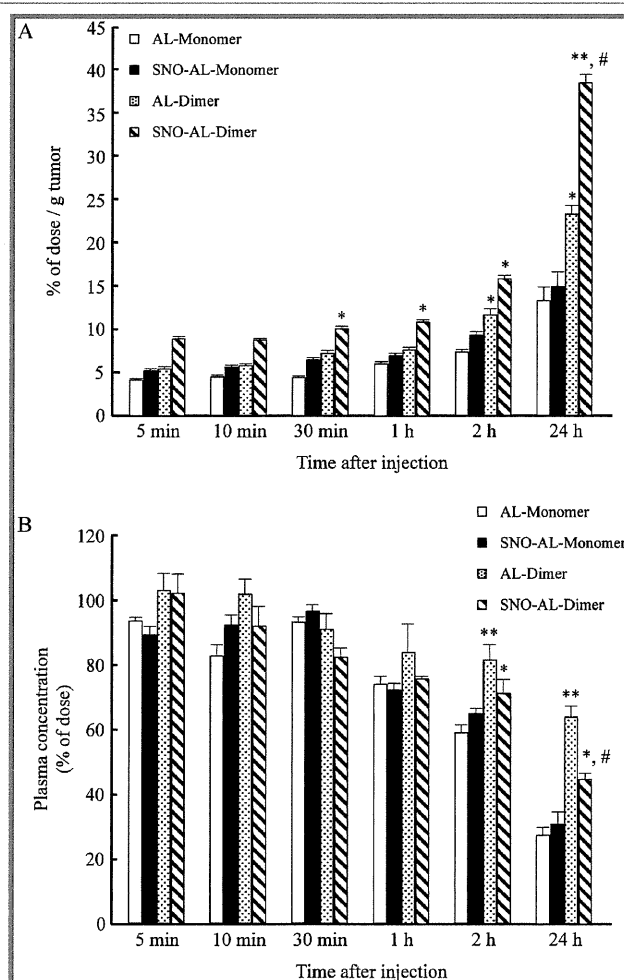 A
AL-Monomer
SNO-AL-Monomer
AL-Dimer
SNO-AL-Dimer
% of dose / g tumor
45
40
35
30
25
20
15
10
5
0
*
*
* *
* **, #
5 min 10 min 30 min 1 h 2 h 24 h
Time after injection
B
AL-Monomer
SNO-AL-Monomer
AL-Dimer
SNO-AL-Dimer
Plasma concentration
(% of dose)
120
100
80
60
40
20
0
** *
** *, #
5 min 10 min 30 min 1 h 2 h 24 h
Time after injection